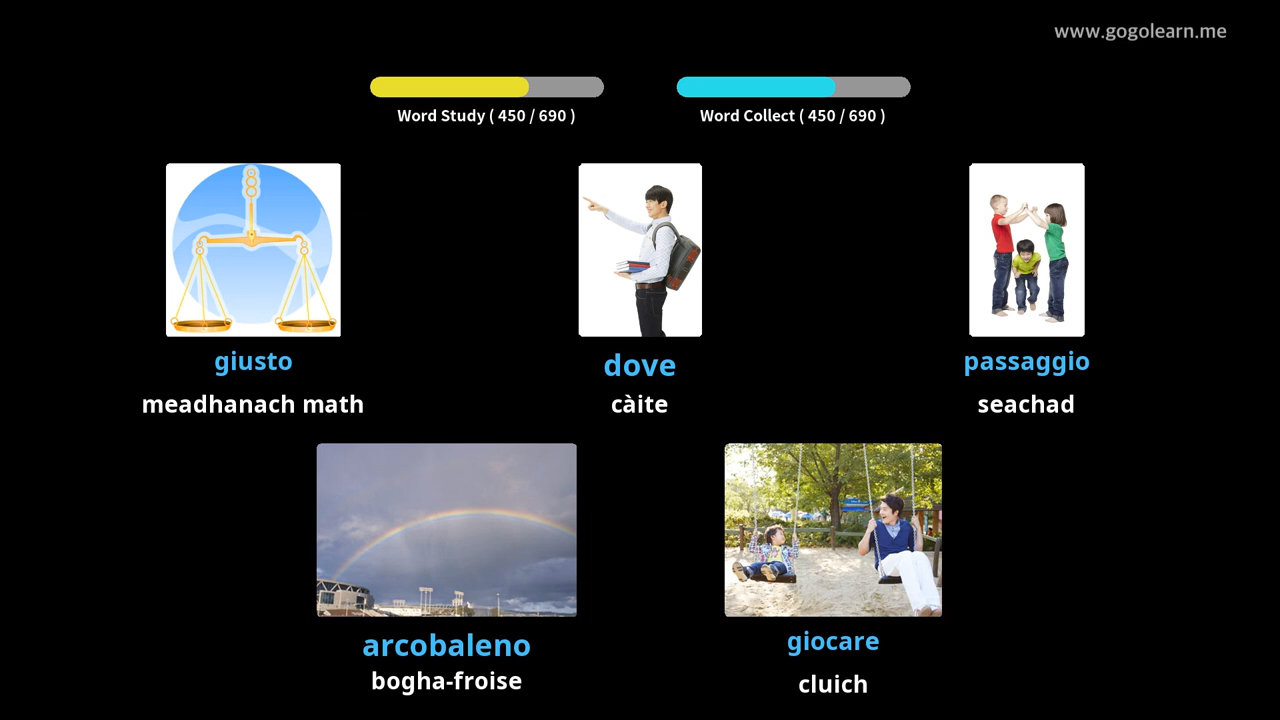 www.gogolearn.me
Word Study ( 450 / 690 )
Word Collect ( 450 / 690 )
giusto
meadhanach math
dove
càite
passaggio
seachad
arcobaleno
bogha-froise
giocare
cluich